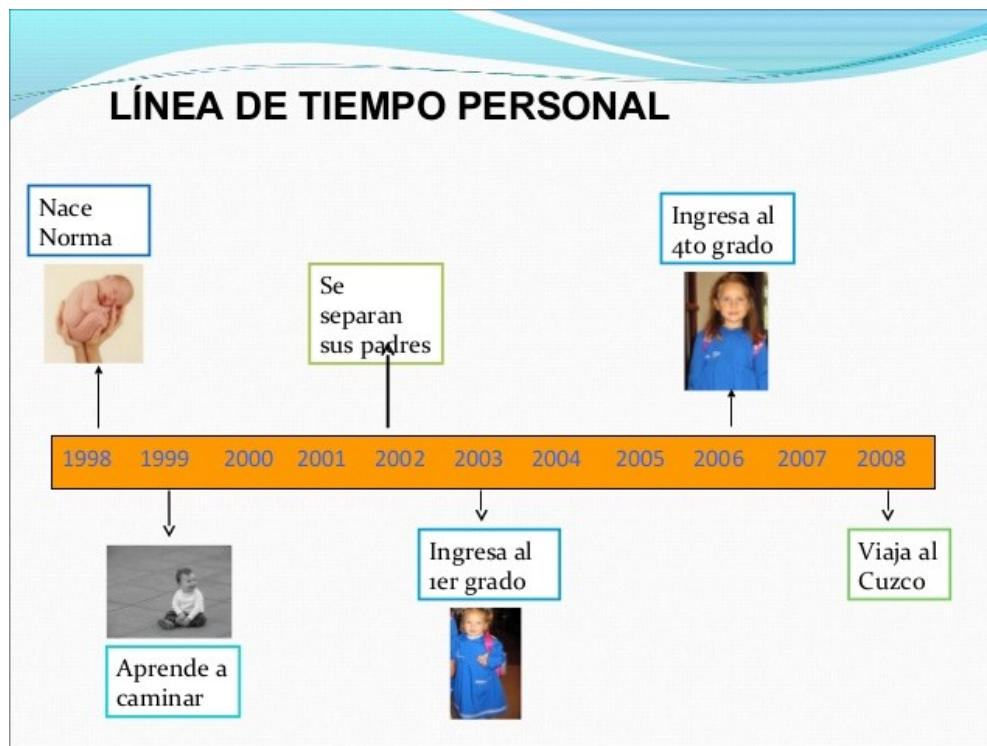 LÍNEA DE TIEMPO PERSONAL
Nace
Norma
Se
separan
sus padres
Ingresa al
4to grado
1998 1999 2000 2001 2002 2003 2004 2005 2006 2007 2008
Aprende a
caminar
Ingresa al
1er grado
Viaja al
Cuzco